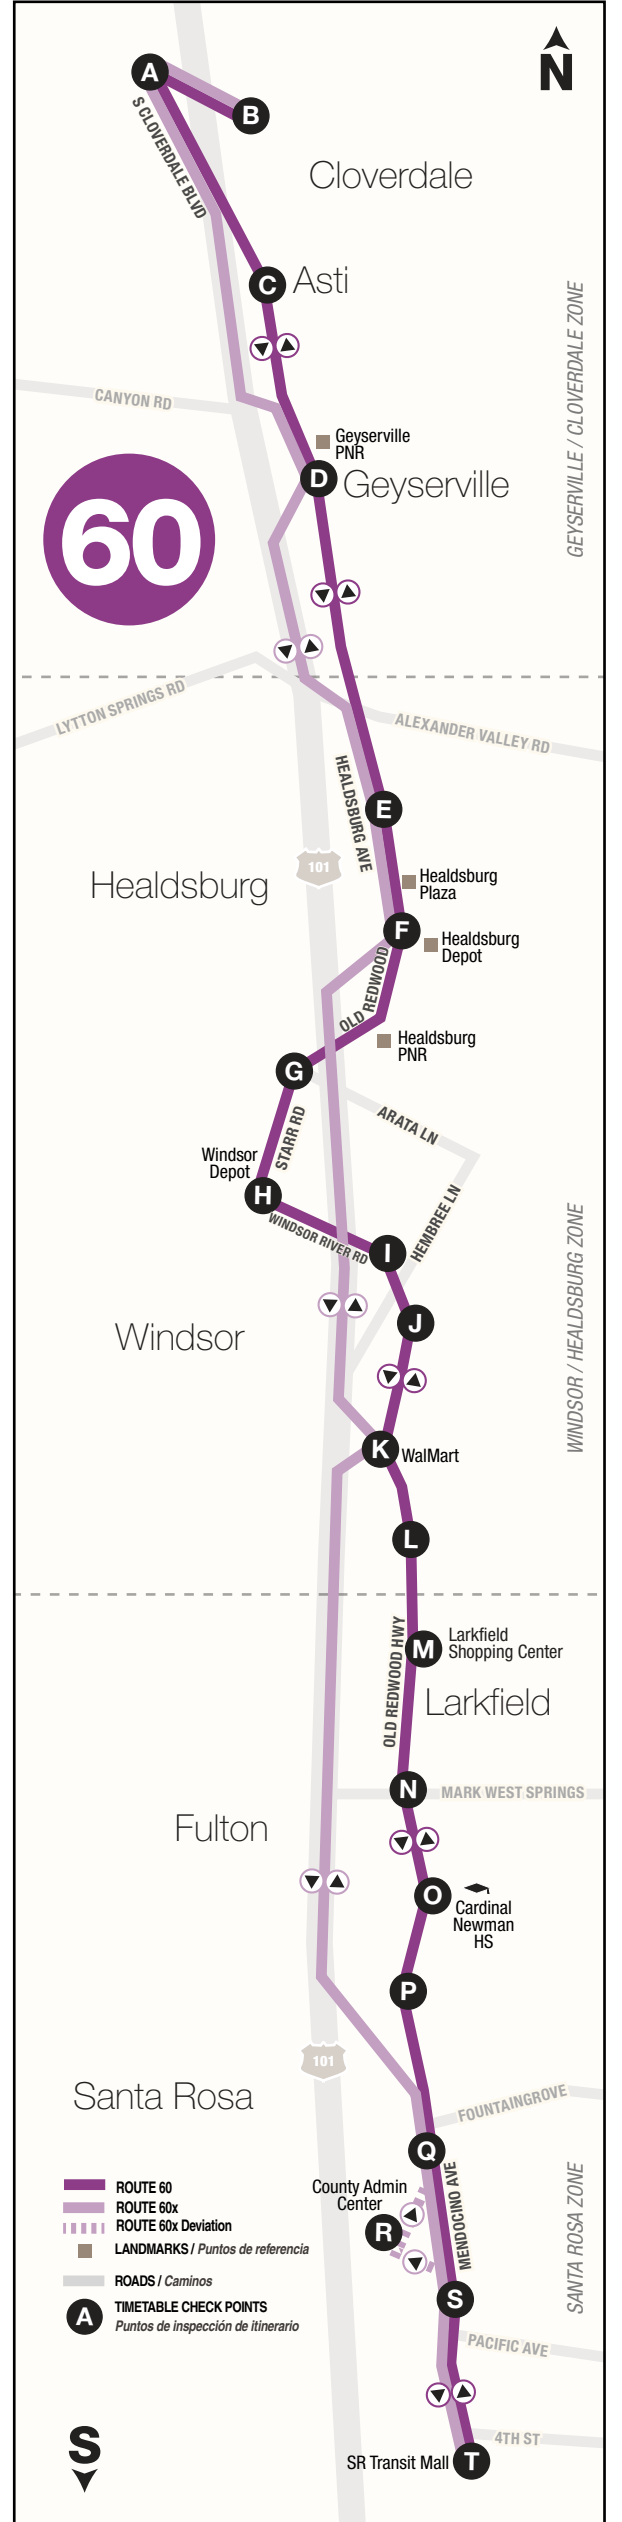 N
A
B
S CLOVERDALE BLVD
Cloverdale
C
Asti
CANYON RD
Geyserville
PNR
D
Geyserville
GEYSERVILLE / CLOVERDALE ZONE
60
LYTTON SPRINGS RD
ALEXANDER VALLEY RD
HEALDSBURG AVE
E
101
Healdsburg
Healdsburg
Plaza
F
Healdsburg
Depot
OLD REDWOOD
Healdsburg
PNR
G
ARATA LN
STARR RD
Windsor
Depot
H
WINDSOR RIVER RD
HEMBREE LN
I
J
Windsor
WINDSOR / HEALDSBURG ZONE
K
WalMart
L
OLD REDWOOD HWY
M
Larkfield
Shopping Center
Larkfield
N
MARK WEST SPRINGS
Fulton
O
Cardinal
Newman
HS
P
101
Santa Rosa
FOUNTAINGROVE
Q
MENDOCINO AVE
County Admin
Center
R
SANTA ROSA ZONE
S
PACIFIC AVE
4TH ST
SR Transit Mall
T
ROUTE 60
ROUTE 60x
ROUTE 60x Deviation
LANDMARKS / Puntos de referencia
ROADS / Caminos
A
TIMETABLE CHECK POINTS
Puntos de inspección de itinerario
S